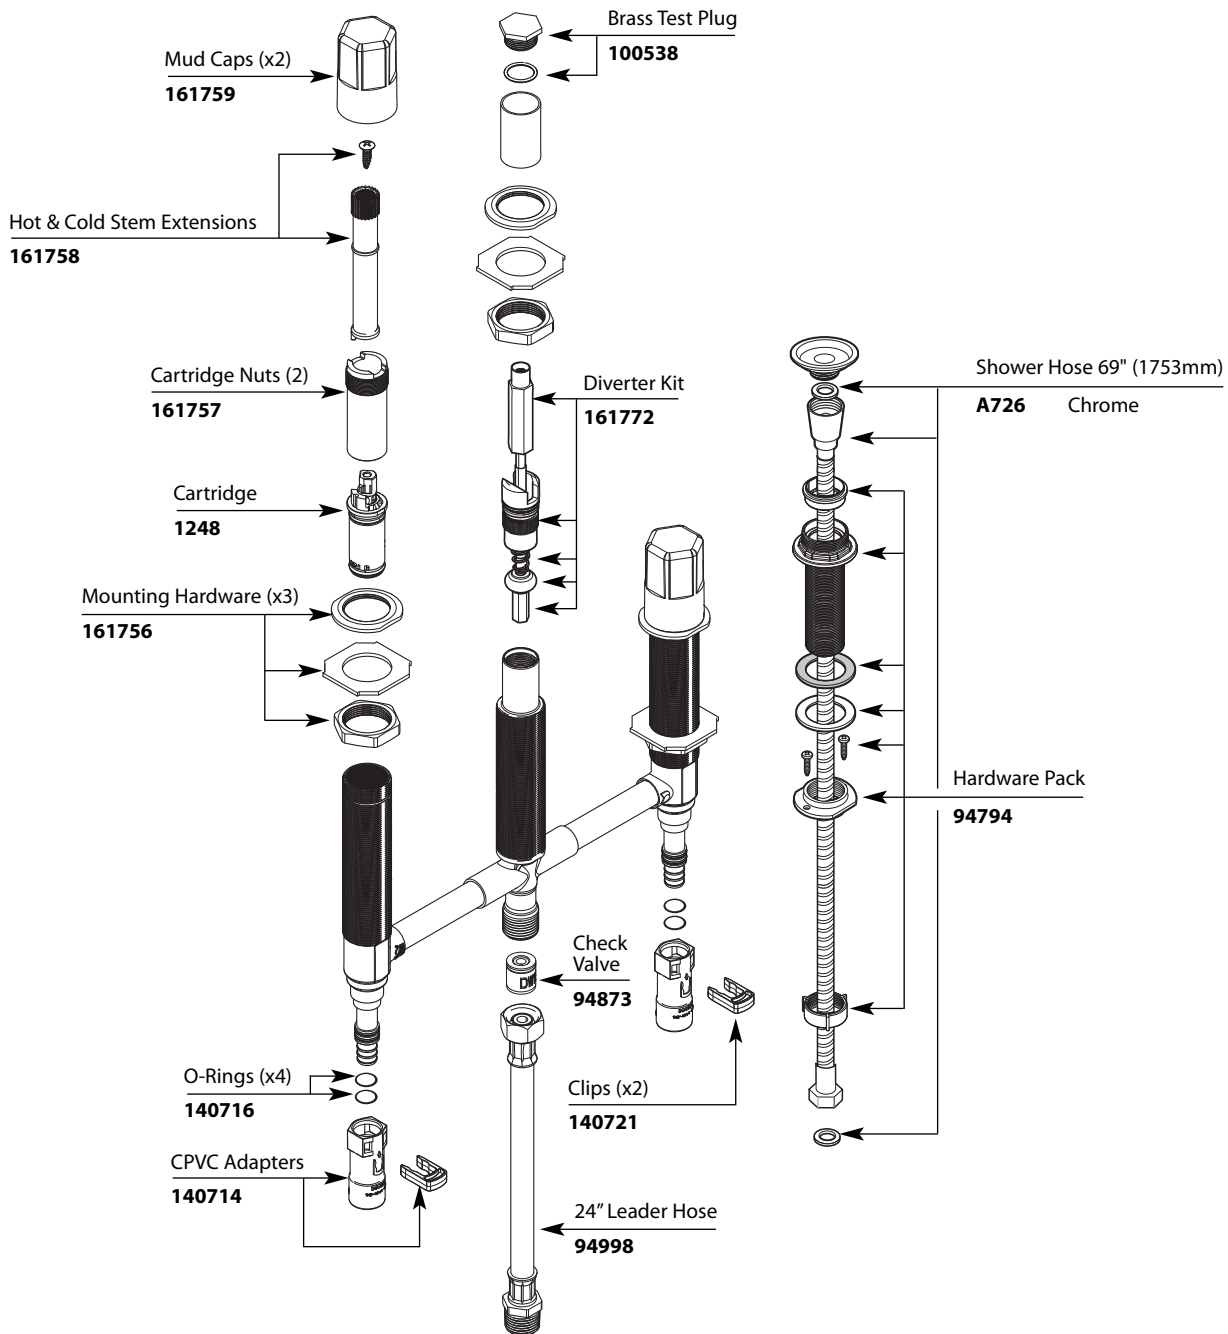 Brass Test Plug
100538
Mud Caps (x2)
161759
Hot & Cold Stem Extensions
161758
Shower Hose 69" (1753mm)
A726 Chrome
Cartridge Nuts (2)
161757
Diverter Kit
161772
Cartridge
1248
Mounting Hardware (x3)
161756
Hardware Pack
94794
Check
Valve
94873
O-Rings (x4)
140716
Clips (x2)
140721
CPVC Adapters
140714
24” Leader Hose
94998